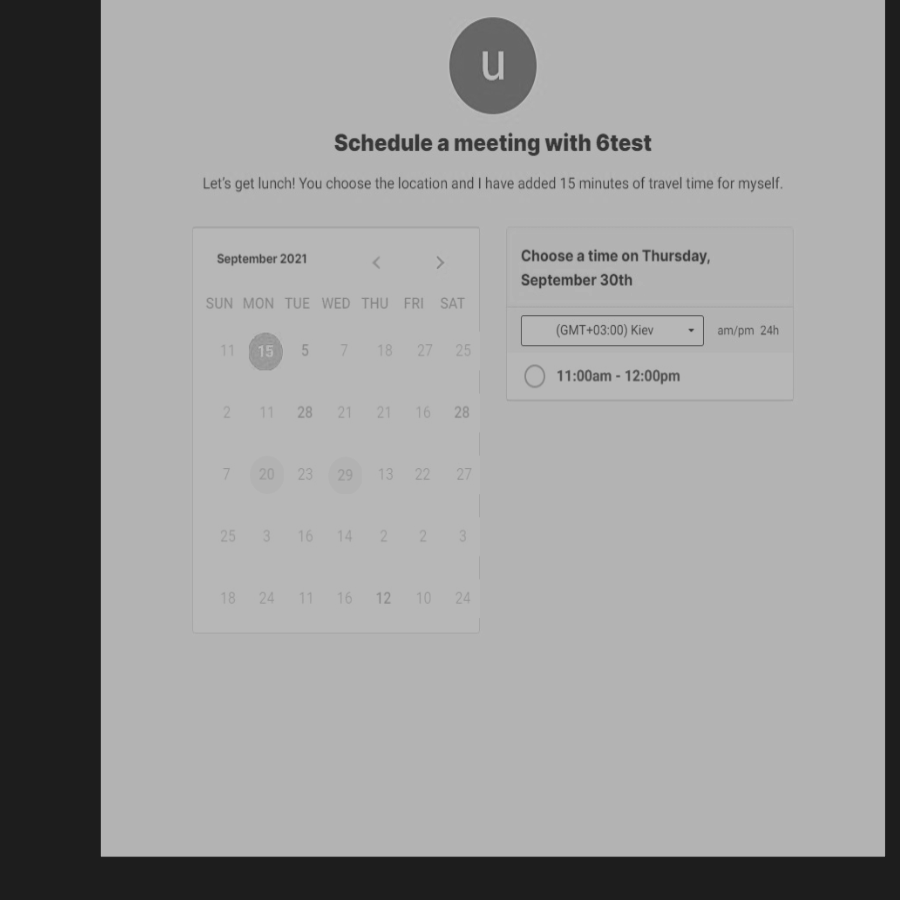 u
Schedule a meeting with 6test
Let's get lunch! You choose the location and I have added 15 minutes of travel time for myself.
September 2021
SUN MON TUE WED THU FRI SAT
11 15 5 7 18 27 25
2 11 28 21 21 16 28
7 20 23 29 13 22 27
25 3 16 14 2 2 3
18 24 11 16 12 10 24
Choose a time on Thursday,
September 30th
(GMT+03:00) Kiev am/pm 24h
11:00am - 12:00pm